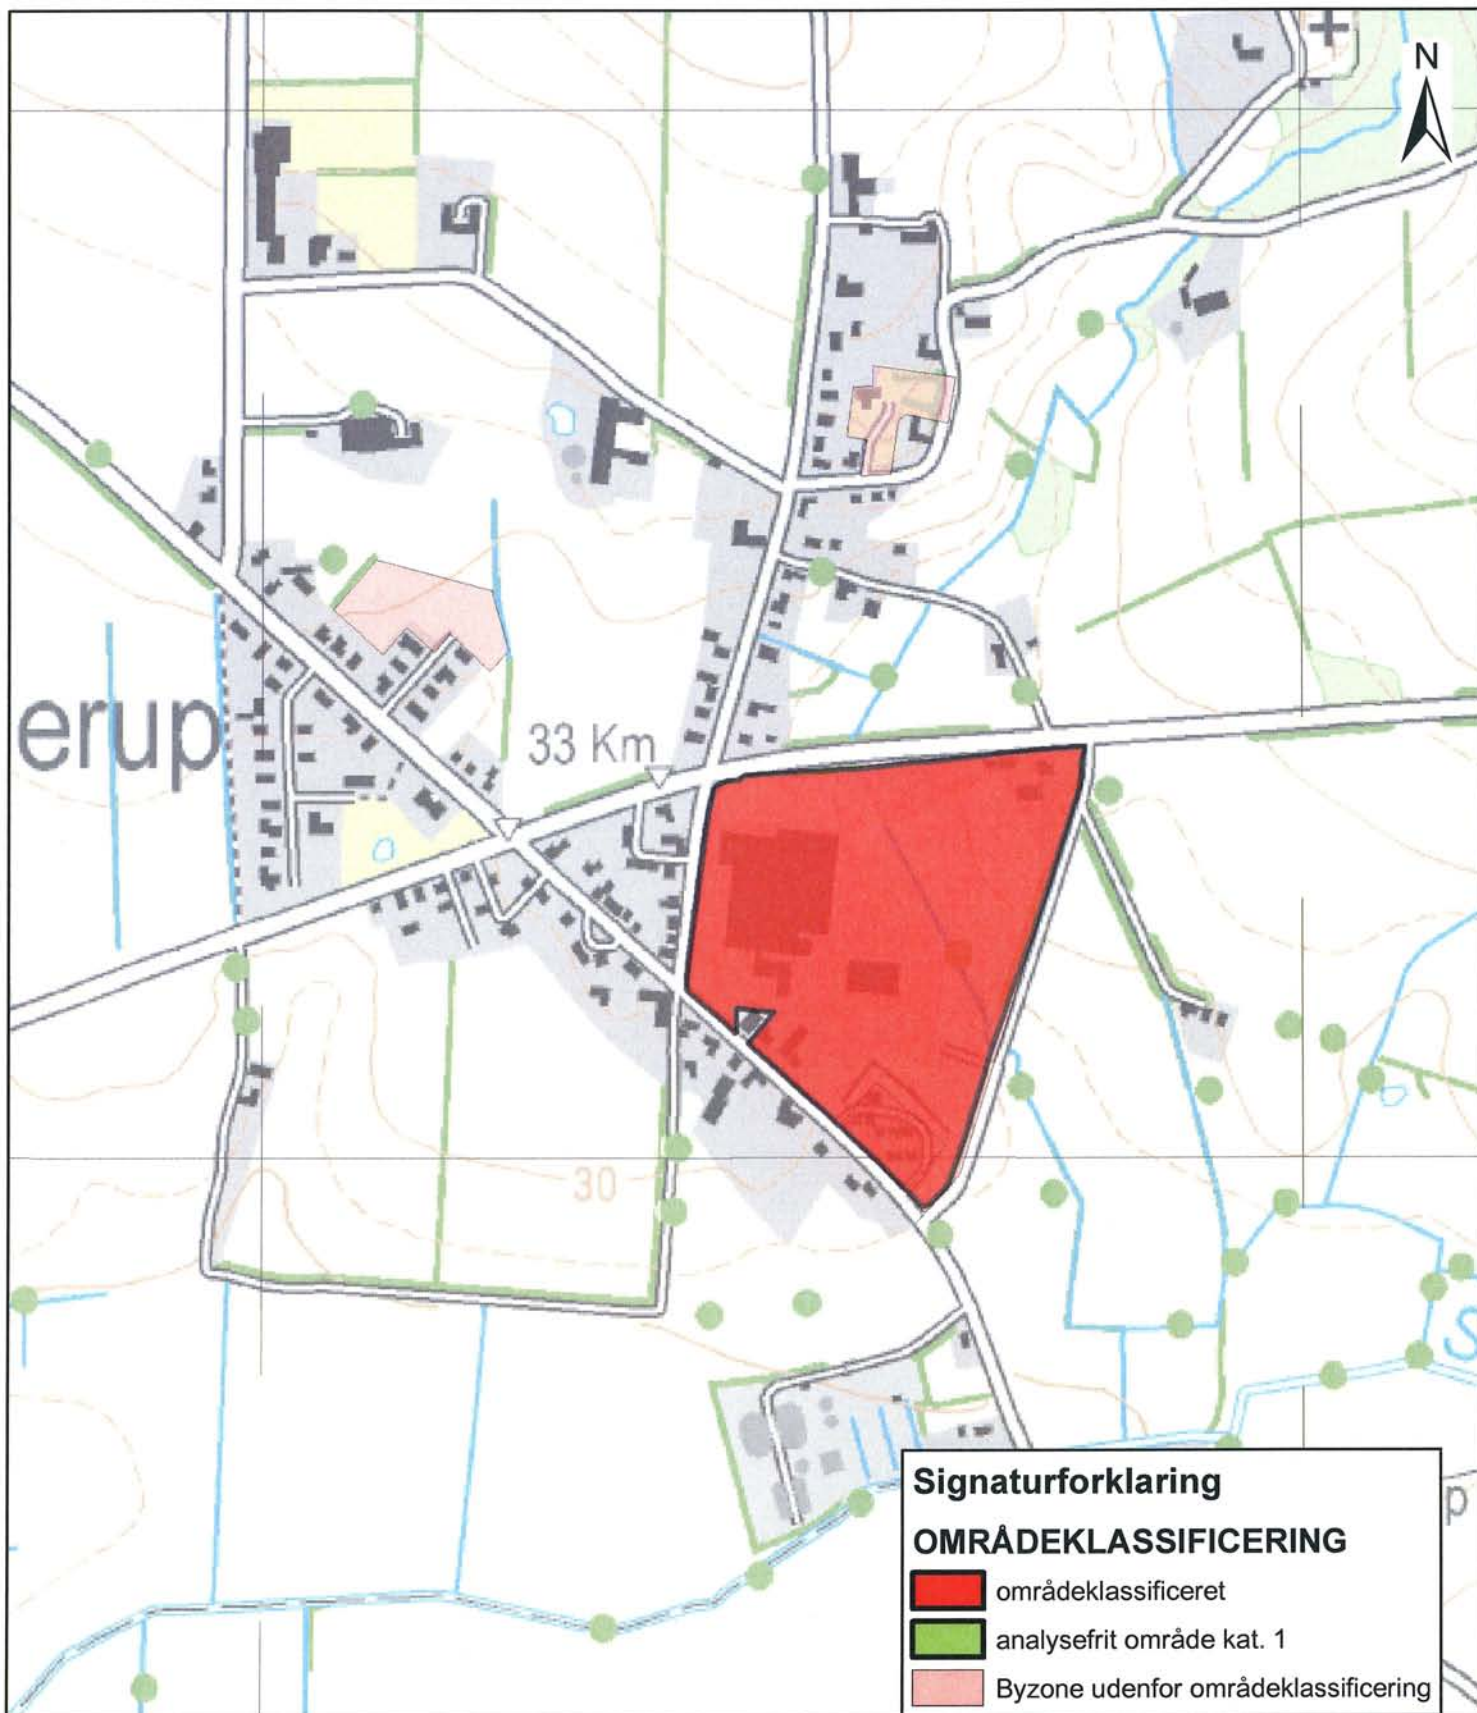 N
erup
33 Km
30
S
p
Signaturforklaring
OMRÅDEKLASSIFICERING
områdeklassificeret
analysefrit område kat. 1
Byzone udenfor områdeklassificering